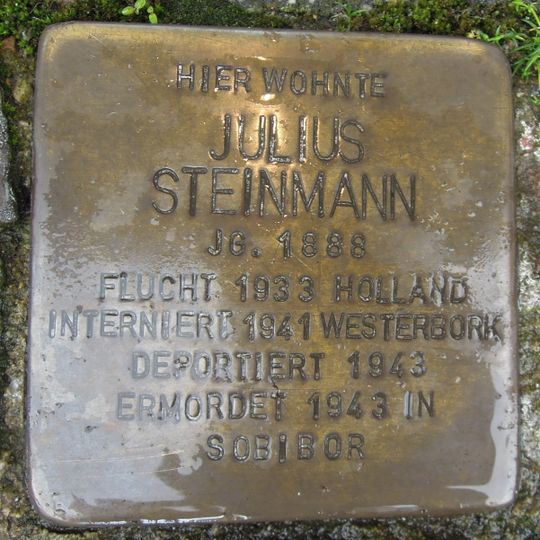 HIER WOHNTE
JULIUS
STEINMANN
JG. 1888
FLUCHT 1933 HOLLAND
INTERNIERT 1941 WESTERBORK
DEPORTIERT 1943
ERMORDET 1943 IN
SOBIBOR